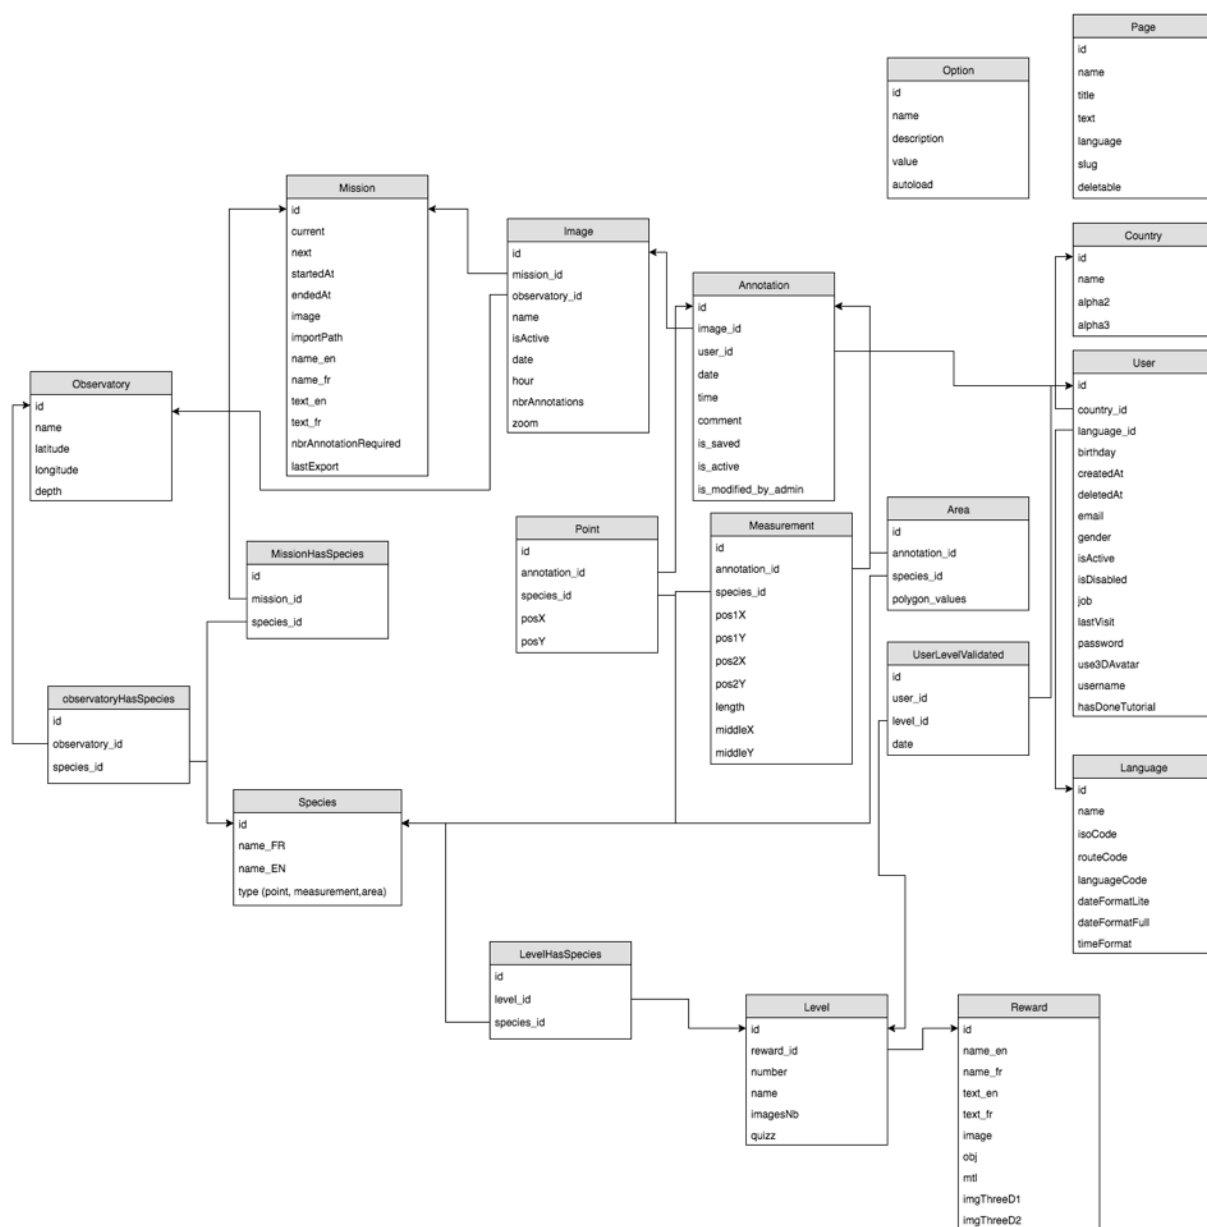 Page
id
name
title
text
language
slug
deletable
Option
id
name
description
value
autoload
Mission
id
current
next
startedAt
endedAt
image
importPath
name_en
name_fr
text_en
text_fr
nbrAnnotationRequired
lastExport
Image
id
mission_id
observatory_id
name
isActive
date
hour
nbrAnnotations
zoom
Country
id
name
alpha2
alpha3
Annotation
id
image_id
user_id
date
time
comment
is_saved
is_active
is_modified_by_admin
User
id
country_id
language_id
birthday
createdAt
deletedAt
email
gender
isActive
isDisabled
job
lastVisit
password
use3DAvatar
username
hasDoneTutorial
Observatory
id
name
latitude
longitude
depth
Area
id
annotation_id
species_id
polygon_values
Point
id
annotation_id
species_id
posX
posY
Measurement
id
annotation_id
species_id
pos1X
pos1Y
pos2X
pos2Y
length
middleX
middleY
MissionHasSpecies
id
mission_id
species_id
UserLevelValidated
id
user_id
level_id
date
observatoryHasSpecies
id
observatory_id
species_id
Language
id
name
isoCode
routeCode
languageCode
dateFormatLite
dateFormatFull
timeFormat
Species
id
name_FR
name_EN
type (point, measurement,area)
LevelHasSpecies
id
level_id
species_id
Level
id
reward_id
number
name
imagesNb
quizz
Reward
id
name_en
name_fr
text_en
text_fr
image
obj
mtl
imgThreeD1
imgThreeD2